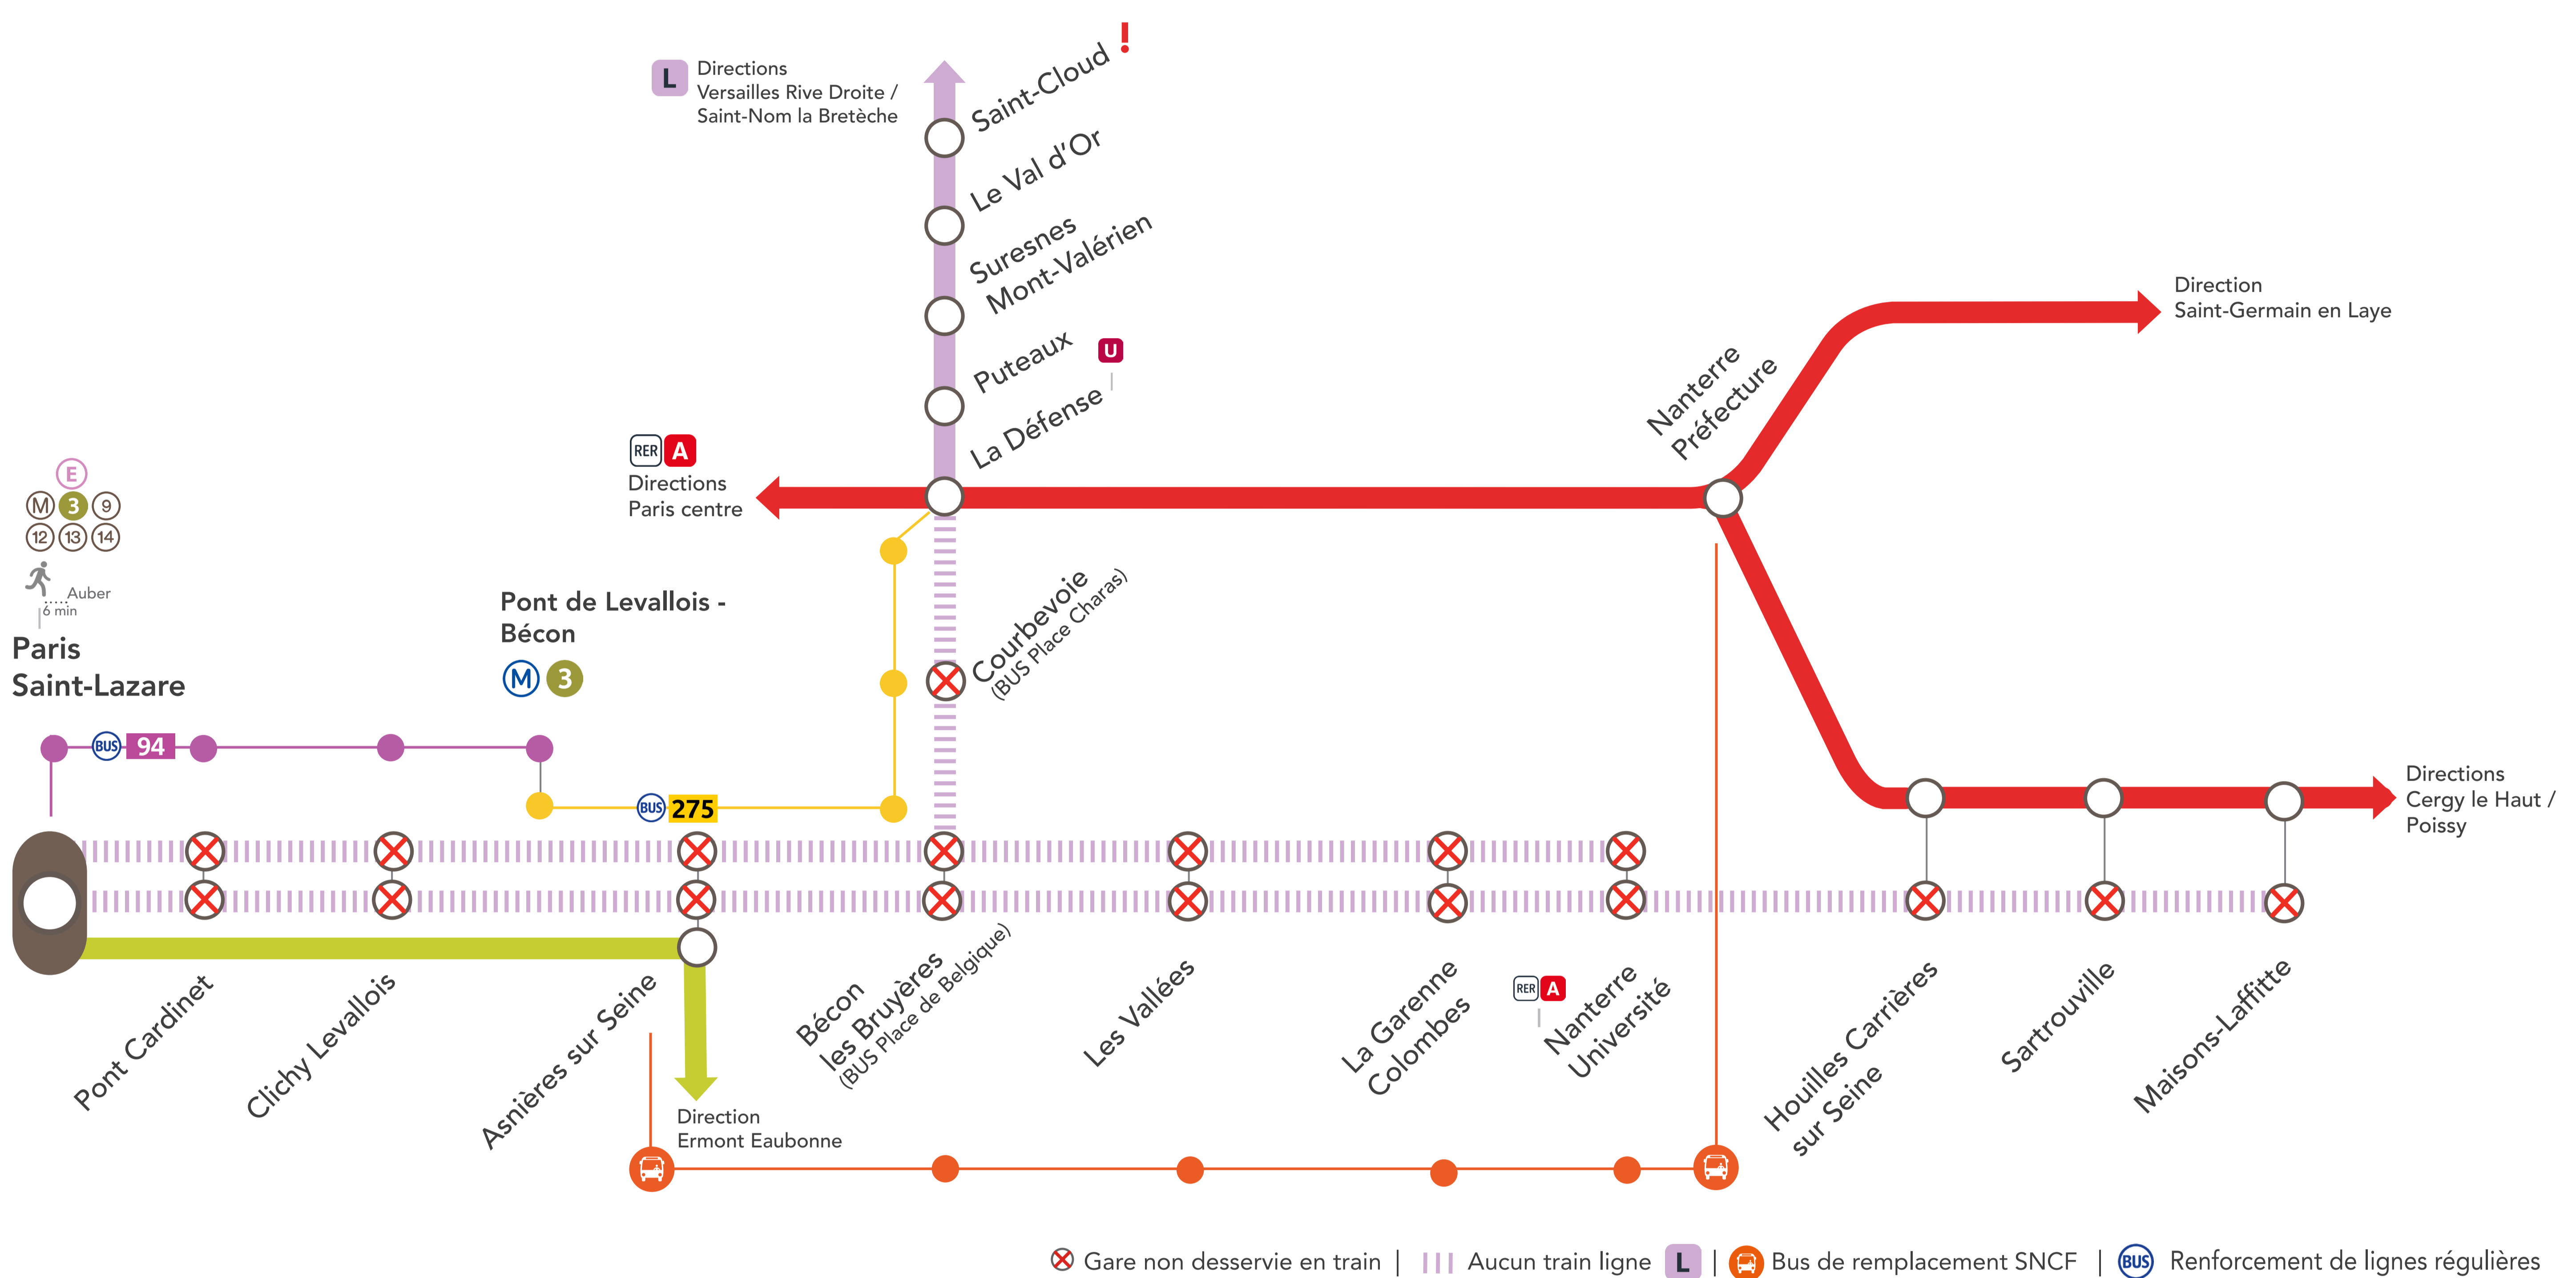 Saint-Cloud !
L
Directions
Versailles Rive Droite /
Saint-Nom la Bretèche
Le Val d'Or
Suresnes
Mont-Valérien
Puteaux
U
La Défense
Direction
Saint-Germain en Laye
Nanterre
Préfecture
RER A
Directions
Paris centre
E
M 3 9
12 13 14
Auber
6 min
Paris
Saint-Lazare
Pont de Levallois -
Bécon
M 3
Courbevoie
(BUS Place Charas)
BUS 94
BUS 275
Directions
Cergy le Haut /
Poissy
Pont Cardinet
Clichy Levallois
Asnières sur Seine
Bécon
les Bruyères
(BUS Place de Belgique)
Les Vallées
La Garenne
Colombes
RER A
Nanterre
Université
Houilles Carrières
sur Seine
Sartrouville
Maisons-Laffitte
Direction
Ermont Eaubonne
Gare non desservie en train | Aucun train ligne L | Bus de remplacement SNCF | BUS Renforcement de lignes régulières